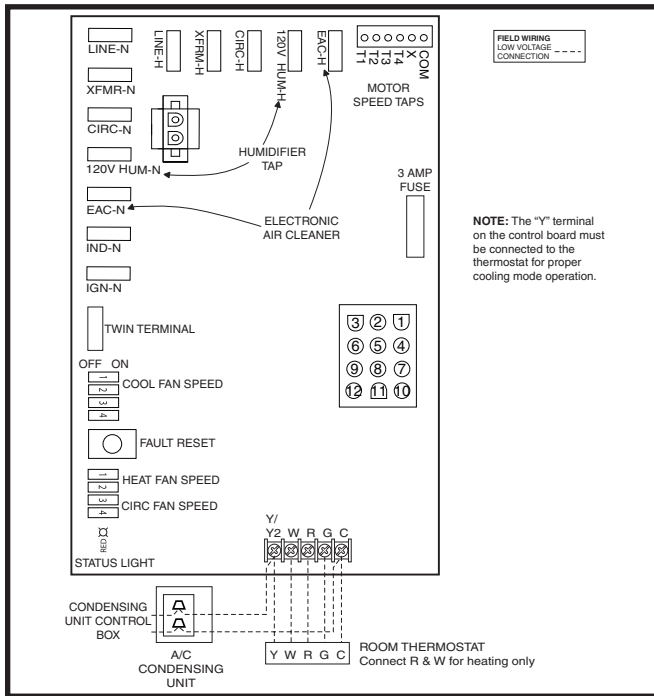 LINE-N
XFMR-N
CIRC-N
120V HUM-N
EAC-N
IND-N
IGN-N
LINE-H
XFRM-H
CIRC-H
120V HUM-H
EAC-H
T1
T2
T3
T4
X
COM
MOTOR
SPEED TAPS
HUMIDIFIER
TAP
ELECTRONIC
AIR CLEANER
3 AMP
FUSE
FIELD WIRING
LOW VOLTAGE
CONNECTION
NOTE: The “Y” terminal
on the control board must
be connected to the
thermostat for proper
cooling mode operation.
TWIN TERMINAL
OFF ON
1
2
3
4
COOL FAN SPEED
FAULT RESET
1
2
3
4
HEAT FAN SPEED
CIRC FAN SPEED
RED
STATUS LIGHT
3 2 1
6 5 4
9 8 7
12 11 10
Y/
Y2 W R G C
CONDENSING
UNIT CONTROL
BOX
A/C
CONDENSING
UNIT
Y W R G C
ROOM THERMOSTAT
Connect R & W for heating only